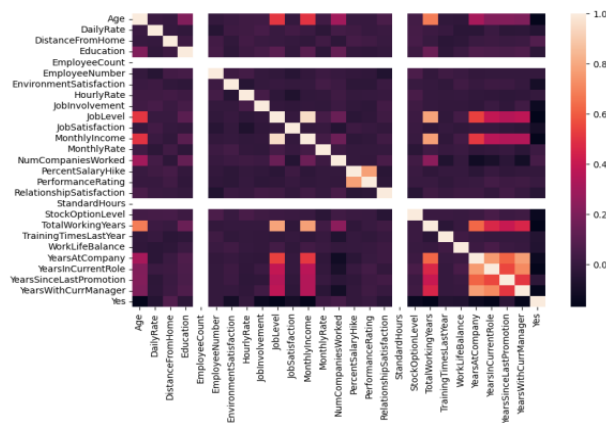 Age
DailyRate
DistanceFromHome
Education
EmployeeCount
EmployeeNumber
EnvironmentSatisfaction
HourlyRate
JobInvolvement
JobLevel
JobSatisfaction
MonthlyIncome
MonthlyRate
NumCompaniesWorked
PercentSalaryHike
PerformanceRating
RelationshipSatisfaction
StandardHours
StockOptionLevel
TotalWorkingYears
TrainingTimesLastYear
WorkLifeBalance
YearsAtCompany
YearsInCurrentRole
YearsSinceLastPromotion
YearsWithCurrManager
Yes
Age
DailyRate
DistanceFromHome
Education
EmployeeCount
EmployeeNumber
EnvironmentSatisfaction
HourlyRate
JobInvolvement
JobLevel
JobSatisfaction
MonthlyIncome
MonthlyRate
NumCompaniesWorked
PercentSalaryHike
PerformanceRating
RelationshipSatisfaction
StandardHours
StockOptionLevel
TotalWorkingYears
TrainingTimesLastYear
WorkLifeBalance
YearsAtCompany
YearsInCurrentRole
YearsSinceLastPromotion
YearsWithCurrManager
Yes
1.0
0.8
0.6
0.4
0.2
0.0